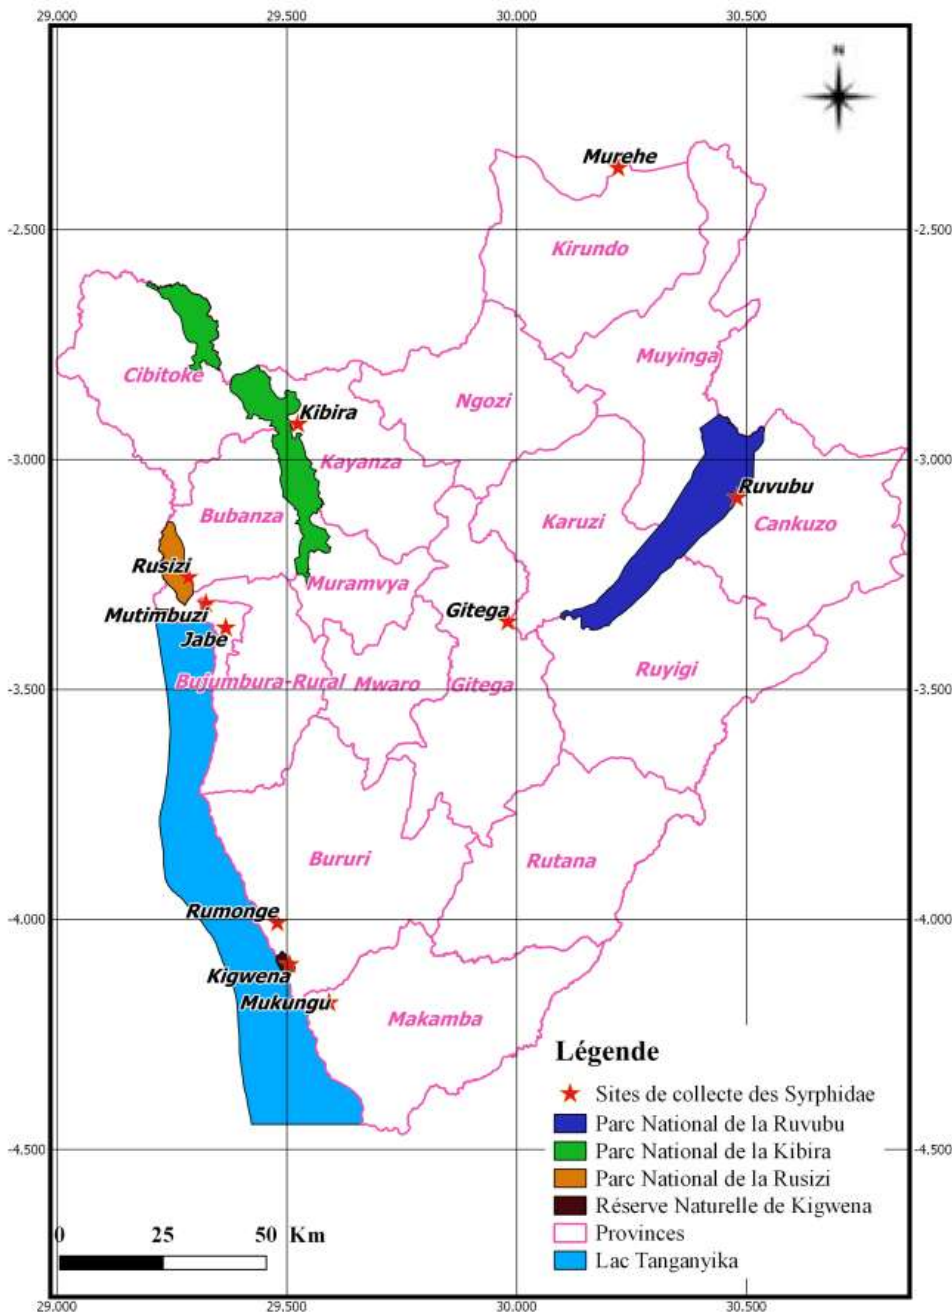 29.000 29.500 30.000 30.500
N
Murehe
-2.500 -2.500
Kirundo
Muyinga
Cibitoke
Ngozi
Kibira
Kayanza
-3.000 -3.000
Ruvubu
Bubanza
Karuzi
Cankuzo
Rusizi
Muramvya
Mutimbuzi
Gitega
Jabe
Ruyigi
Bujumbura-Rural Mwaro Gitega
-3.500 -3.500
Bururi
Rutana
Rumonge
-4.000 -4.000
Kigwena
Mukungu
Makamba
Légende
Sites de collecte des Syrphidae
Parc National de la Ruvubu
Parc National de la Kibira
-4.500 -4.500
Parc National de la Rusizi
Réserve Naturelle de Kigwena
Provinces
Lac Tanganyika
0 25 50 Km
29.000 29.500 30.000 30.500